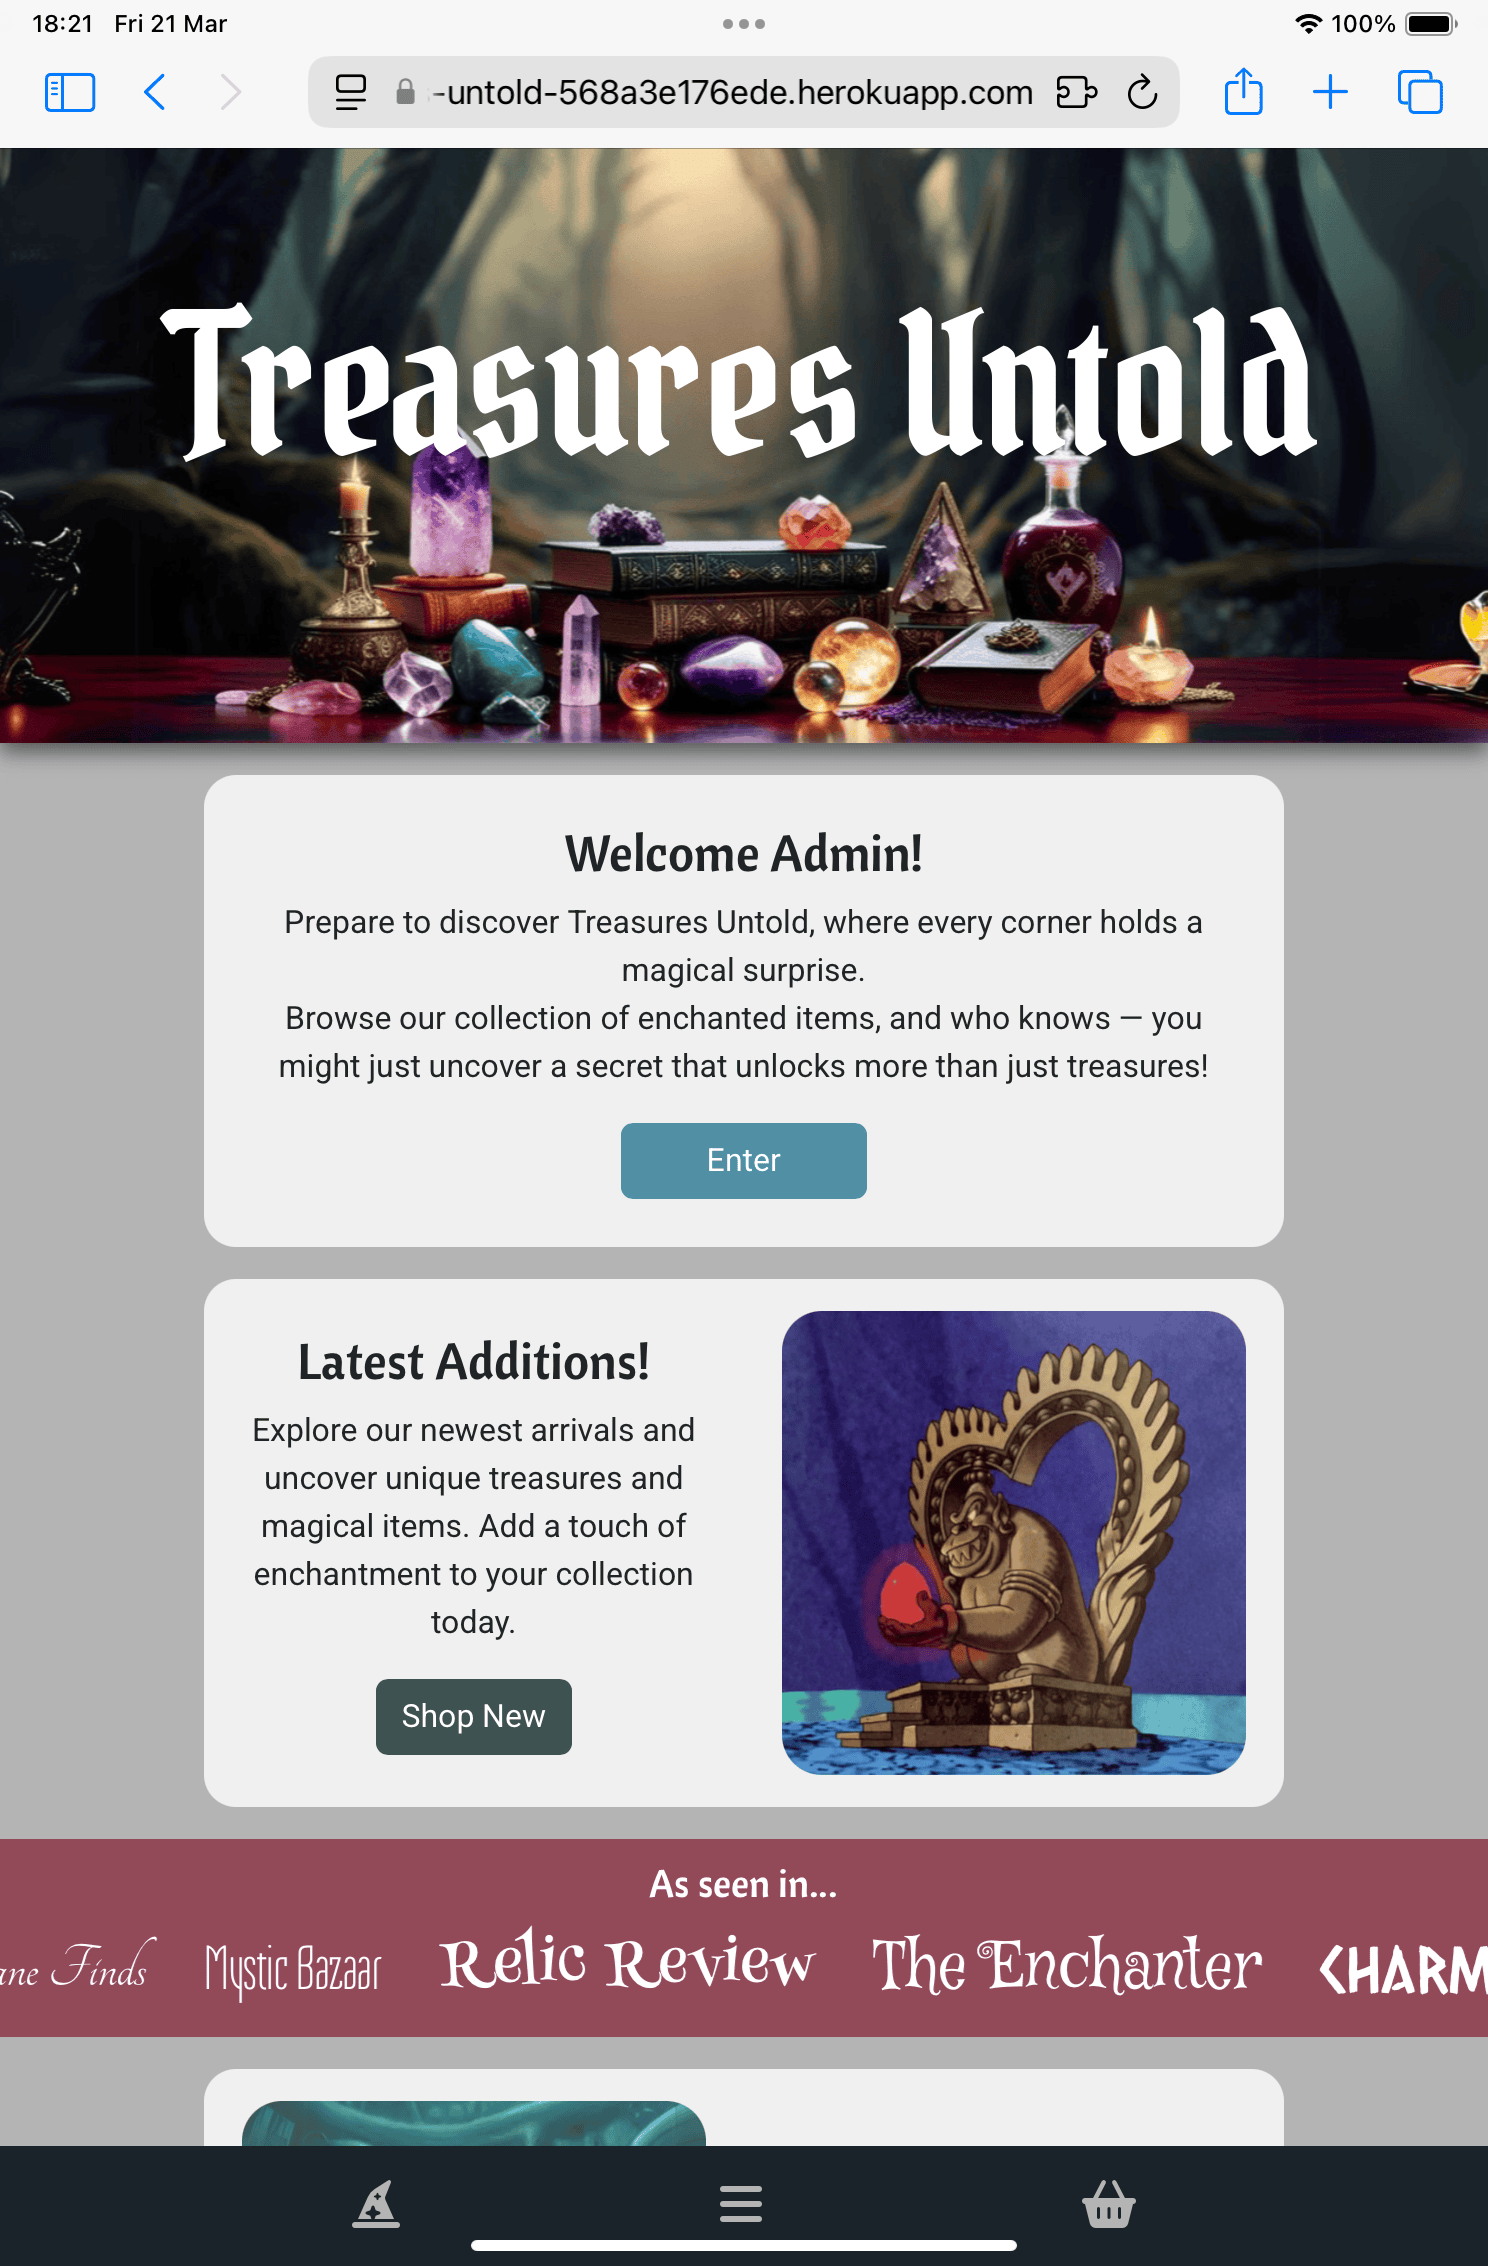 18:21 Fri 21 Mar 100%
-untold-568a3e176ede.herokuapp.com
Treasures Untold
Welcome Admin!
Prepare to discover Treasures Untold, where every corner holds a
magical surprise.
Browse our collection of enchanted items, and who knows — you
might just uncover a secret that unlocks more than just treasures!
Enter
Latest Additions!
Explore our newest arrivals and
uncover unique treasures and
magical items. Add a touch of
enchantment to your collection
today.
Shop New
As seen in...
ane Finds Mystic Bazaar Relic Review The Enchanter CHARM